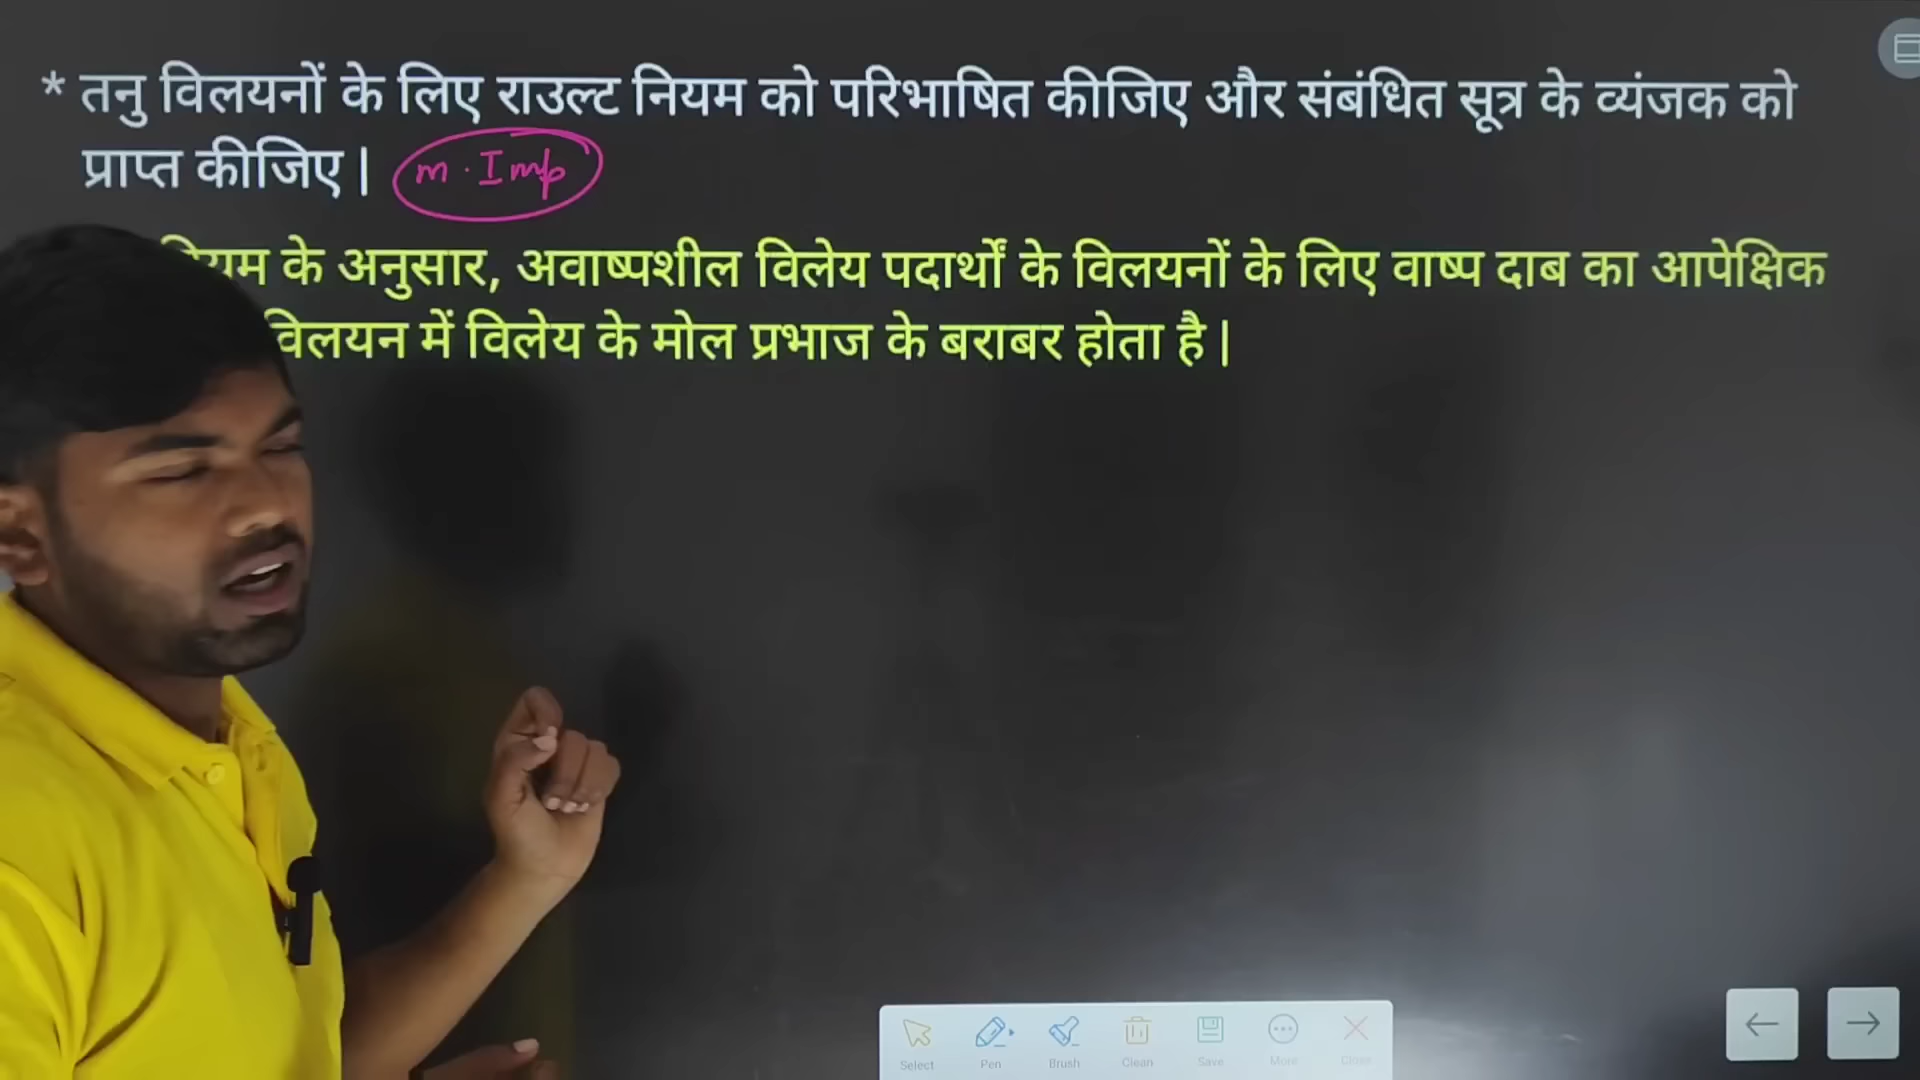 * तनु विलयनों के लिए राउल्ट नियम को परिभाषित कीजिए और संबंधित सूत्र के व्यंजक को
प्राप्त कीजिए | m. Imp
के अनुसार, अवाष्पशील विलेय पदार्थों के विलयनों के लिए वाष्प दाब का आपेक्षिक
विलयन में विलेय के मोल प्रभाज के बराबर होता है |
Select Pen Brush Clean Save More Close